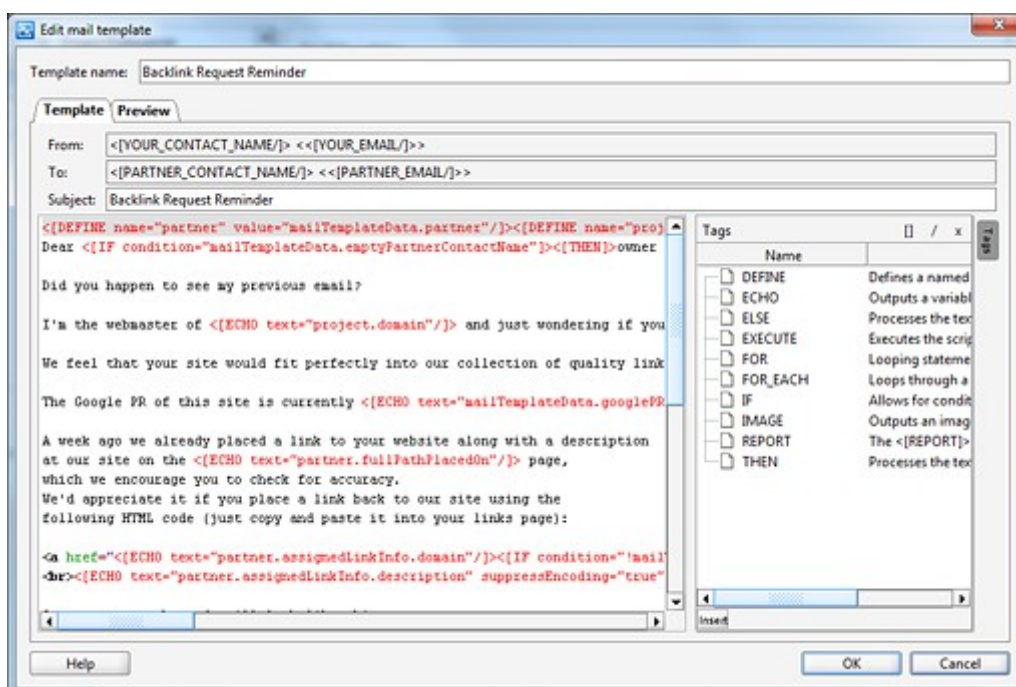 Edit mail template
Template name: Backlink Request Reminder
Template Preview
From: <[YOUR_CONTACT_NAME/]> <<[YOUR_EMAIL/]>>
To: <[PARTNER_CONTACT_NAME/]> <<[PARTNER_EMAIL/]>>
Subject: Backlink Request Reminder
<[DEFINE name="partner" value="mailTemplateData.partner"/]><[DEFINE name="proj
Dear <[IF condition="mailTemplateData.emptyPartnerContactName"]><[THEN]>owner
Did you happen to see my previous email?
I'm the webmaster of <[ECHO text="project.domain"/]> and just wondering if you
We feel that your site would fit perfectly into our collection of quality link
The Google PR of this site is currently <[ECHO text="mailTemplateData.googlePR
A week ago we already placed a link to your website along with a description
at our site on the <[ECHO text="partner.fullPathPlacedOn"/]> page,
which we encourage you to check for accuracy.
We'd appreciate it if you place a link back to our site using the
following HTML code (just copy and paste it into your links page):
<a href="<[ECHO text="partner.assignedLinkInfo.domain"/]><[IF condition="!mail
<br><[ECHO text="partner.assignedLinkInfo.description" suppressEncoding="true"
Tags [] / x
Tags
Name
DEFINE Defines a named
ECHO Outputs a variabl
ELSE Processes the tex
EXECUTE Executes the scrip
FOR Looping stateme
FOR_EACH Loops through a
IF Allows for condit
IMAGE Outputs an imag
REPORT The <[REPORT]>
THEN Processes the tex
Insert
Help OK Cancel